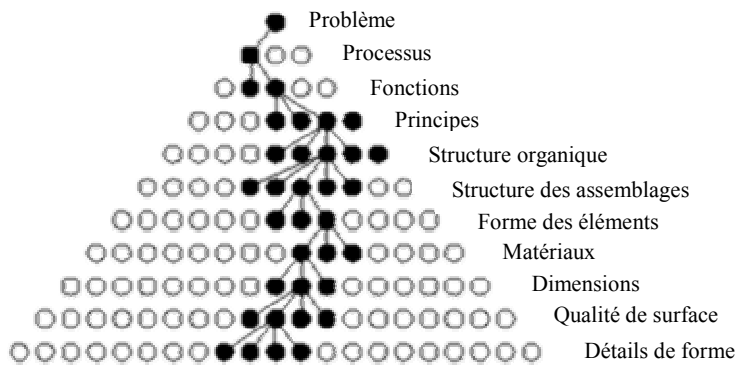 Problème
Processus
Fonctions
Principes
Structure organique
Structure des assemblages
Forme des éléments
Matériaux
Dimensions
Qualité de surface
Détails de forme